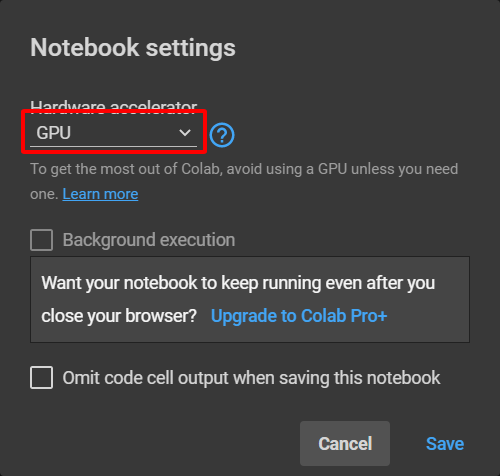 Notebook settings
Hardware accelerator
GPU
To get the most out of Colab, avoid using a GPU unless you need
one. Learn more
Background execution
Want your notebook to keep running even after you
close your browser? Upgrade to Colab Pro+
Omit code cell output when saving this notebook
Cancel Save